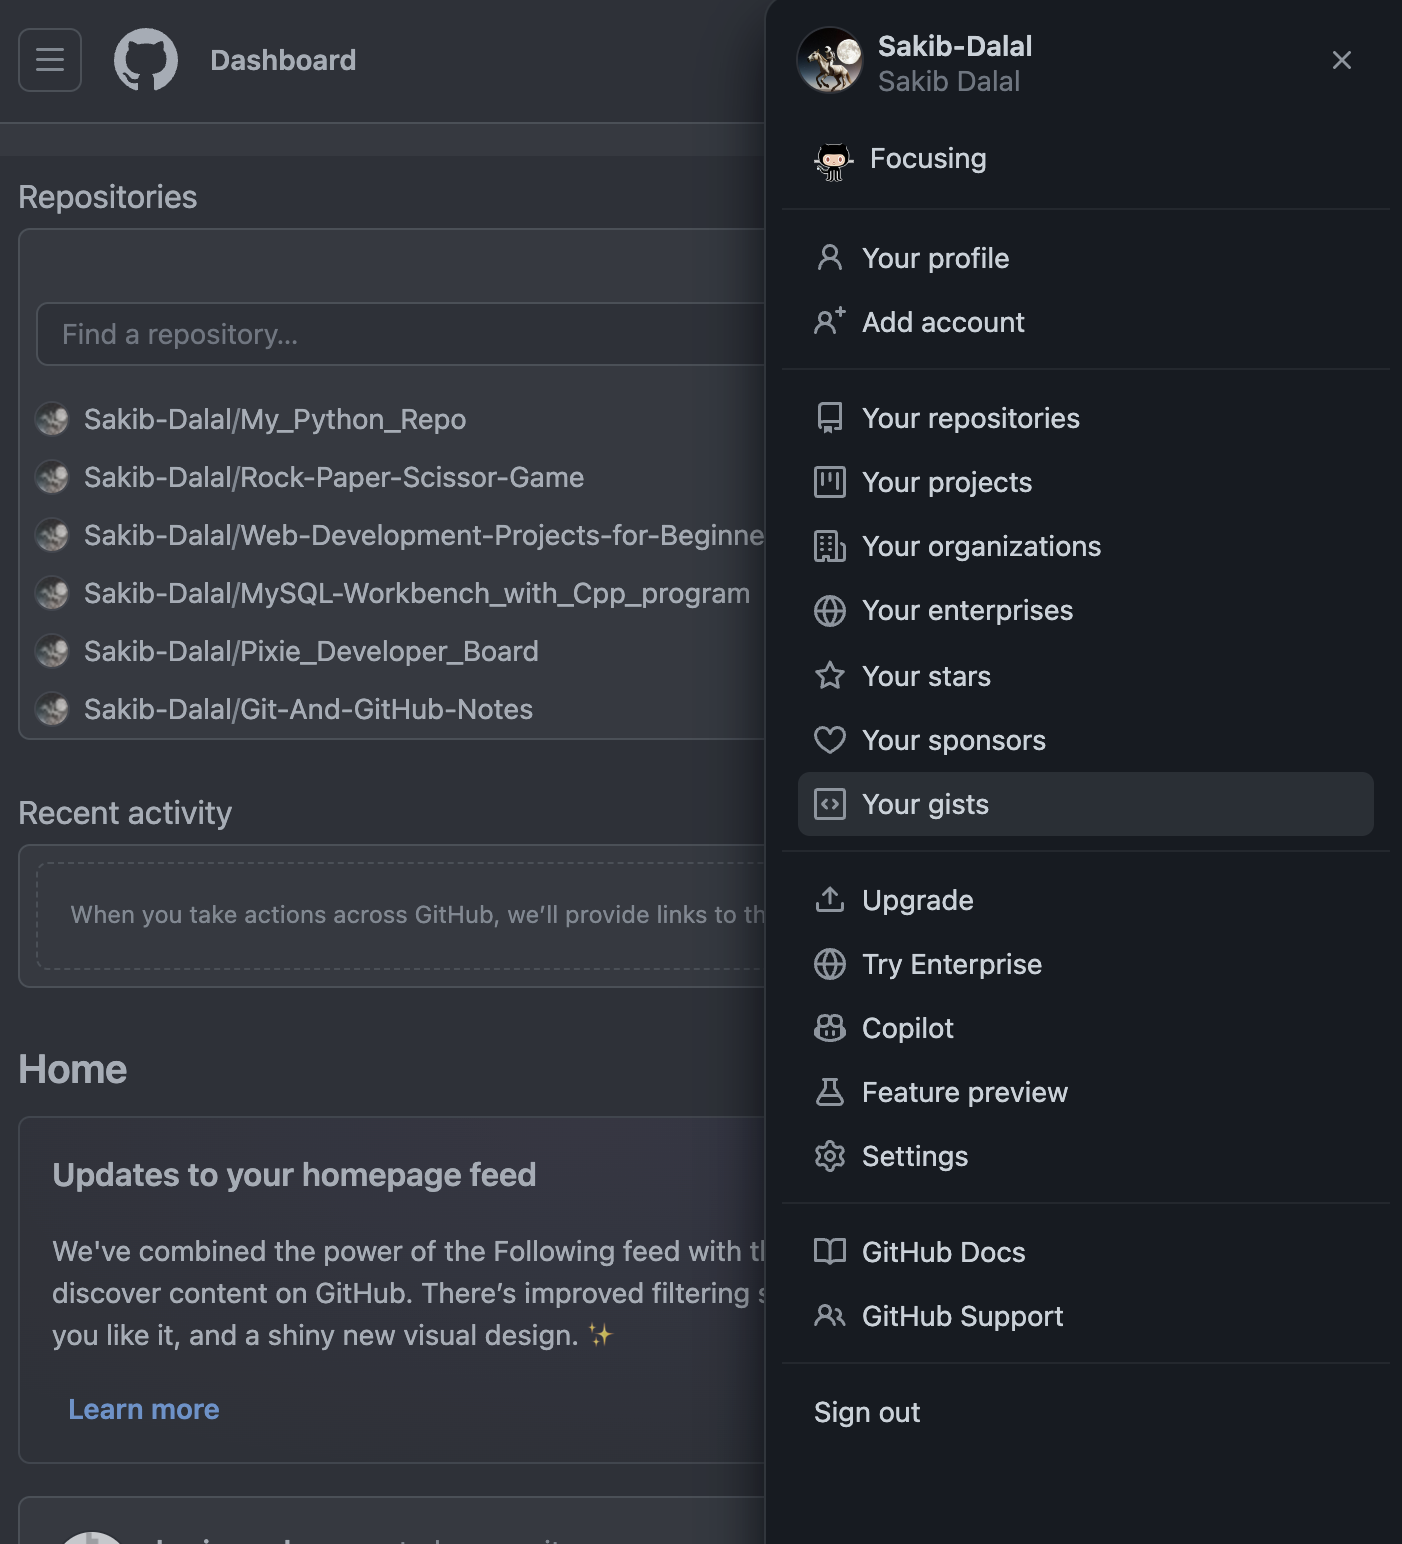 Dashboard
Repositories
Find a repository...
Sakib-Dalal/My_Python_Repo
Sakib-Dalal/Rock-Paper-Scissor-Game
Sakib-Dalal/Web-Development-Projects-for-Beginne
Sakib-Dalal/MySQL-Workbench_with_Cpp_program
Sakib-Dalal/Pixie_Developer_Board
Sakib-Dalal/Git-And-GitHub-Notes
Recent activity
When you take actions across GitHub, we’ll provide links to th
Home
Updates to your homepage feed
We've combined the power of the Following feed with
discover content on GitHub. There’s improved filtering
you like it, and a shiny new visual design. ✨
Learn more
Sakib-Dalal
Sakib Dalal
Focusing
Your profile
Add account
Your repositories
Your projects
Your organizations
Your enterprises
Your stars
Your sponsors
Your gists
Upgrade
Try Enterprise
Copilot
Feature preview
Settings
GitHub Docs
GitHub Support
Sign out